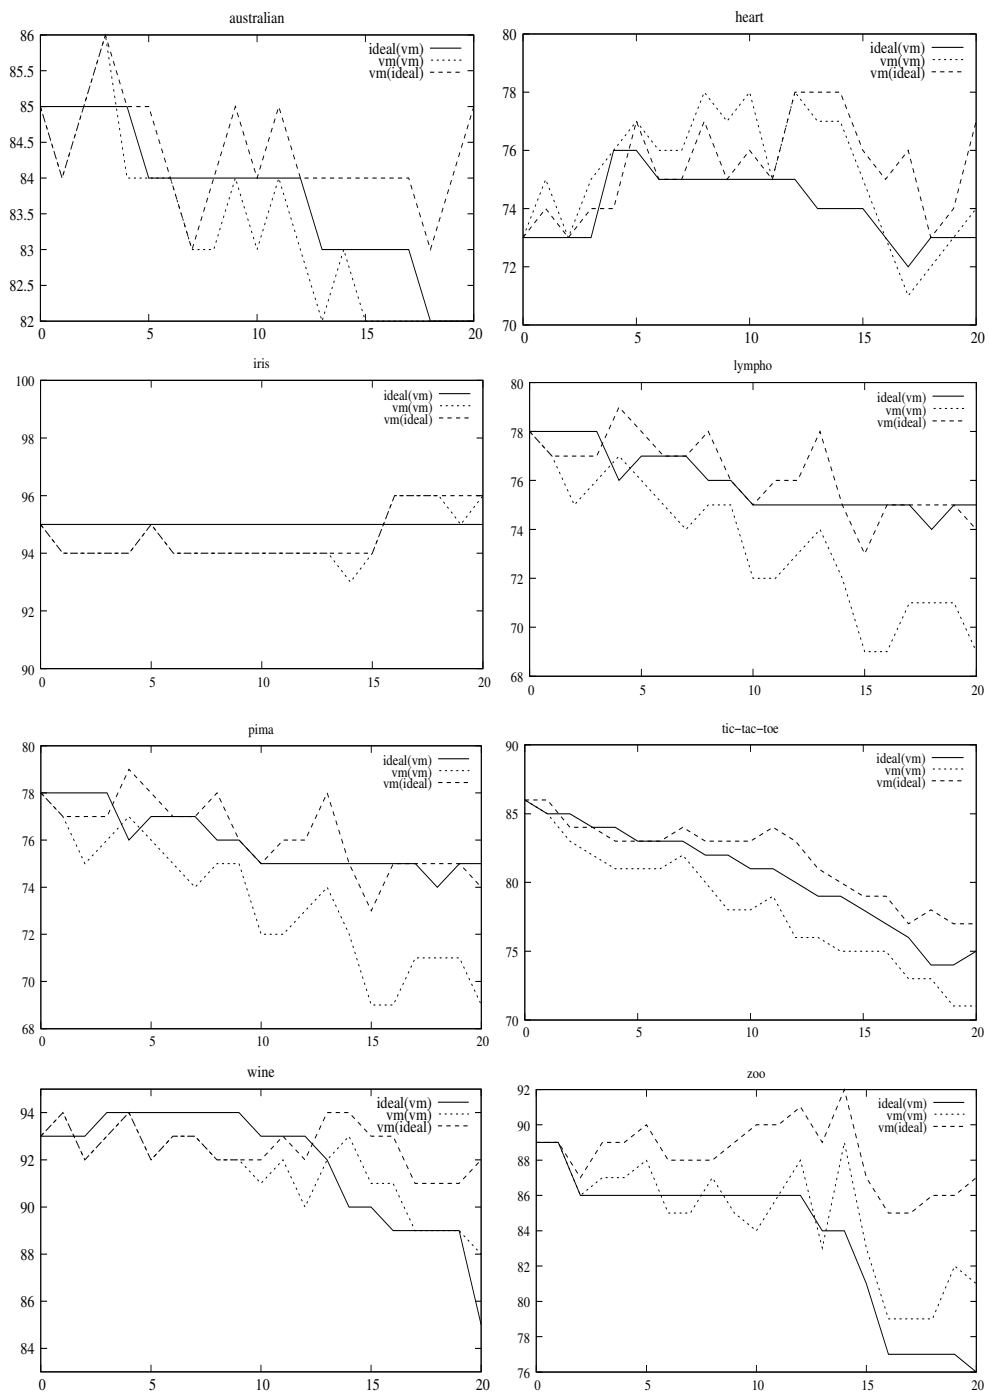 australian
86
85.5
85
84.5
84
83.5
83
82.5
82
0 5 10 15 20
ideal(vm)
vm(vm)
vm(ideal)
heart
80
78
76
74
72
70
0 5 10 15 20
ideal(vm)
vm(vm)
vm(ideal)
iris
100
98
96
94
92
90
0 5 10 15 20
ideal(vm)
vm(vm)
vm(ideal)
lympho
80
78
76
74
72
70
68
0 5 10 15 20
ideal(vm)
vm(vm)
vm(ideal)
pima
80
78
76
74
72
70
68
0 5 10 15 20
ideal(vm)
vm(vm)
vm(ideal)
tic-tac-toe
90
85
80
75
70
0 5 10 15 20
ideal(vm)
vm(vm)
vm(ideal)
wine
94
92
90
88
86
84
0 5 10 15 20
ideal(vm)
vm(vm)
vm(ideal)
zoo
92
90
88
86
84
82
80
78
76
0 5 10 15 20
ideal(vm)
vm(vm)
vm(ideal)